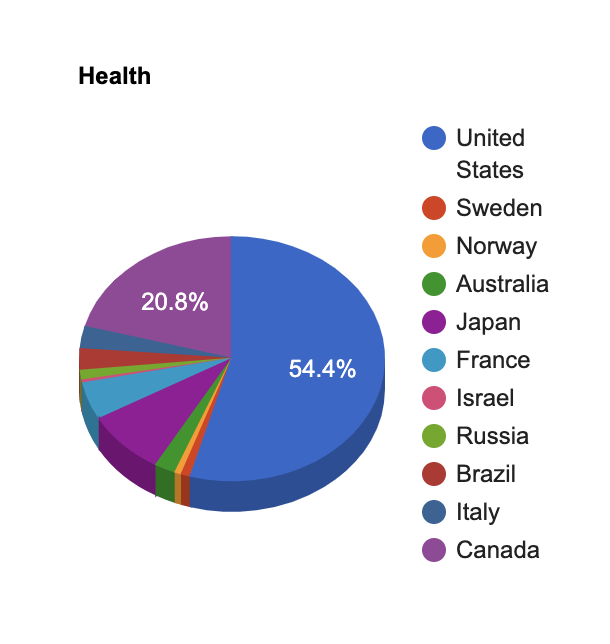 Health
United
States
Sweden
Norway
Australia
Japan
France
Israel
Russia
Brazil
Italy
Canada
20.8%
54.4%